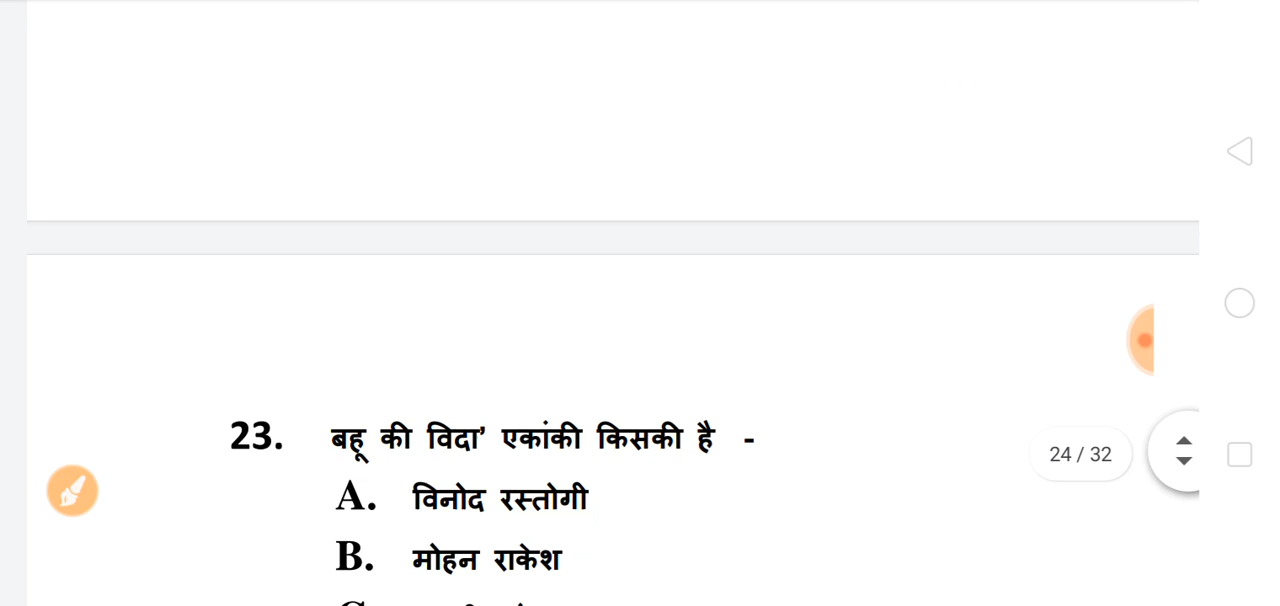 23. बहू की विदा' एकांकी किसकी है -
24 / 32
A. विनोद रस्तोगी
B. मोहन राकेश